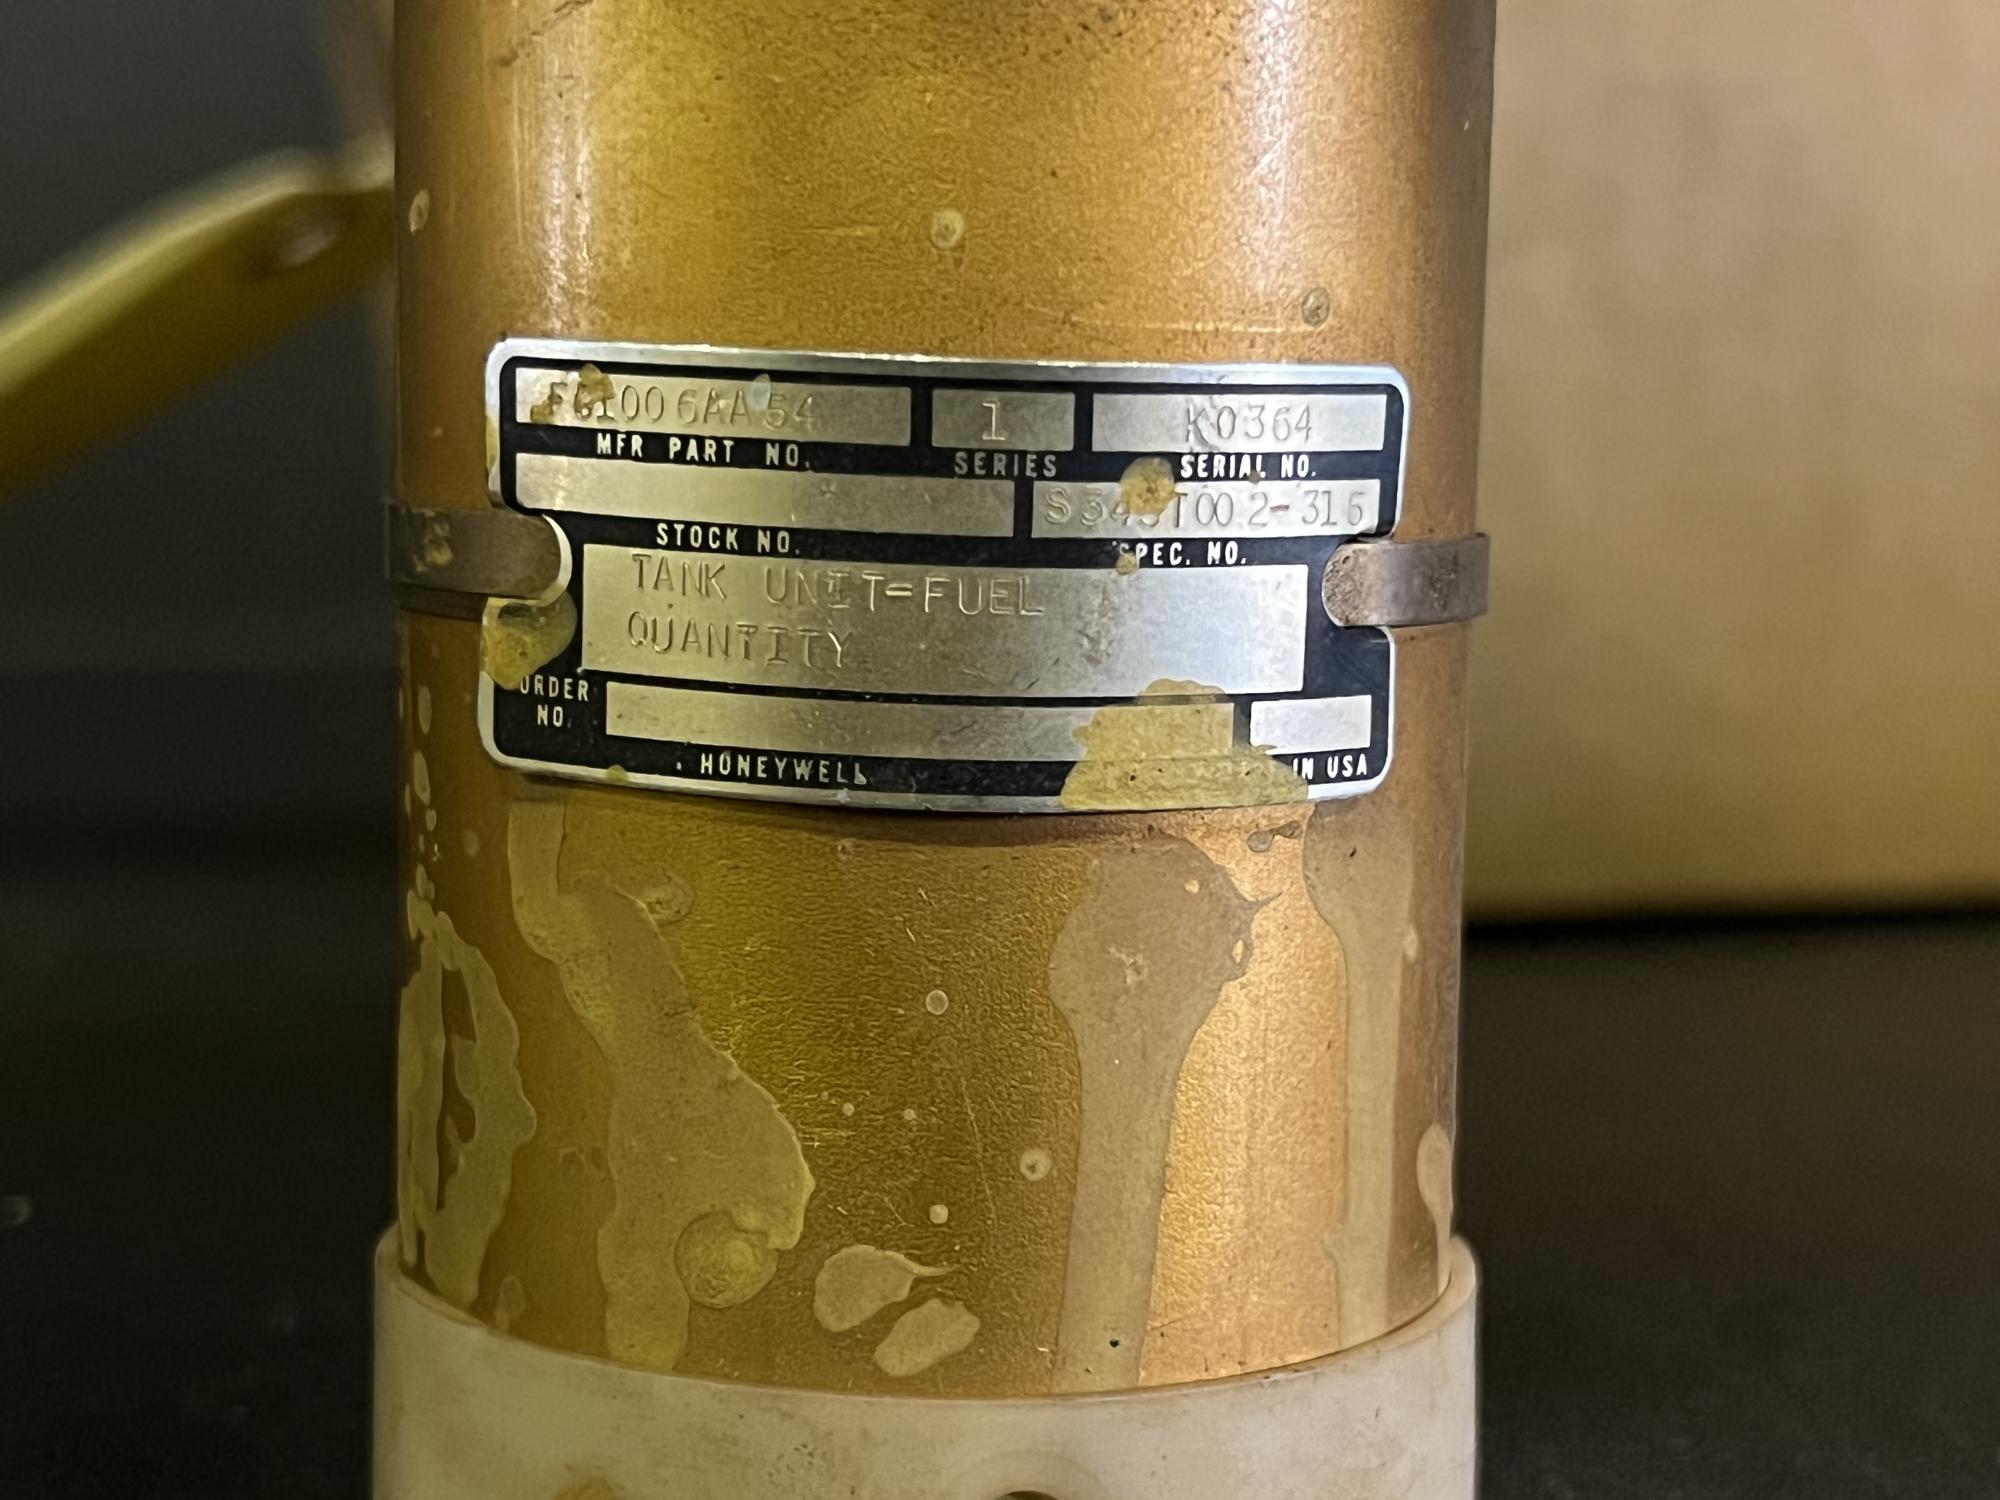 FG1006AA54 1 K0364
MFR PART NO. SERIES SERIAL NO.
STOCK NO. SPEC. NO.
TANK UNIT=FUEL
QUANTITY
ORDER
NO.
HONEYWELL IN USA